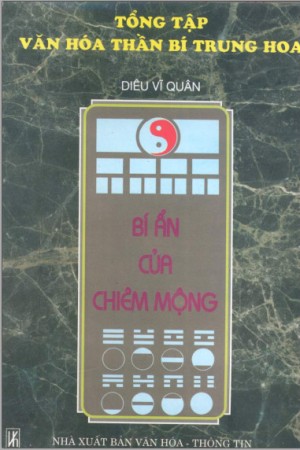 TỔNG TẬP
VĂN HÓA THẦN BÍ TRUNG HOA
DIÊU VĨ QUÂN
BÍ ẨN
CỦA
CHIÊM MỘNG
NHÀ XUẤT BẢN VĂN HÓA - THÔNG TIN